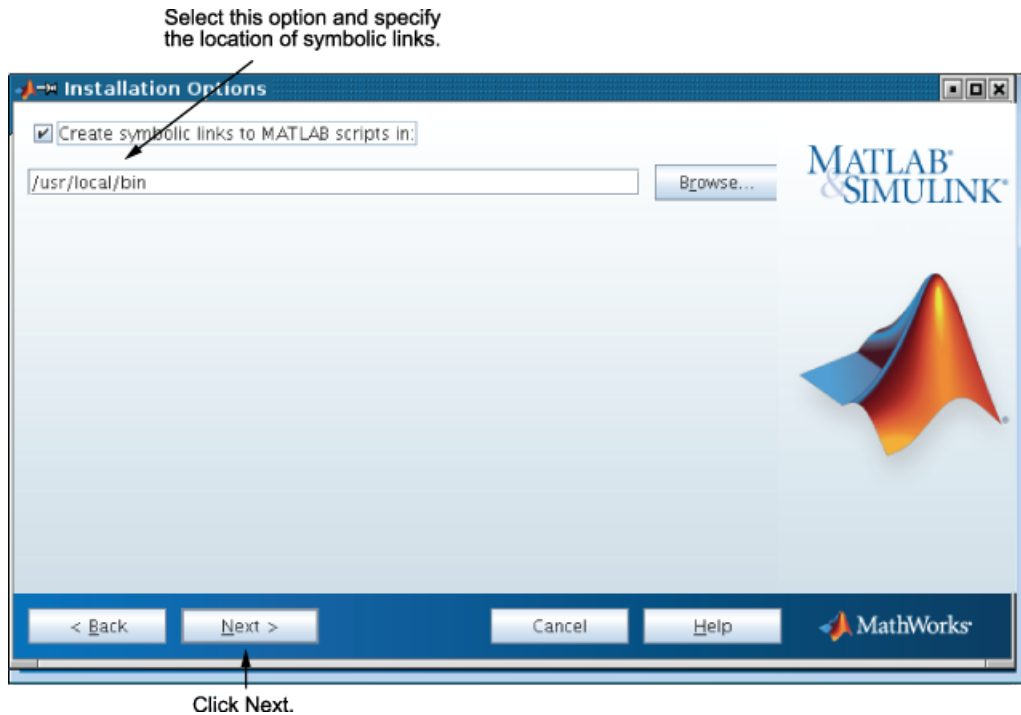 Select this option and specify
the location of symbolic links.
Installation Options
Create symbolic links to MATLAB scripts in:
/usr/local/bin
Browse...
MATLAB®
&SIMULINK®
< Back
Next >
Cancel
Help
MathWorks®
Click Next.